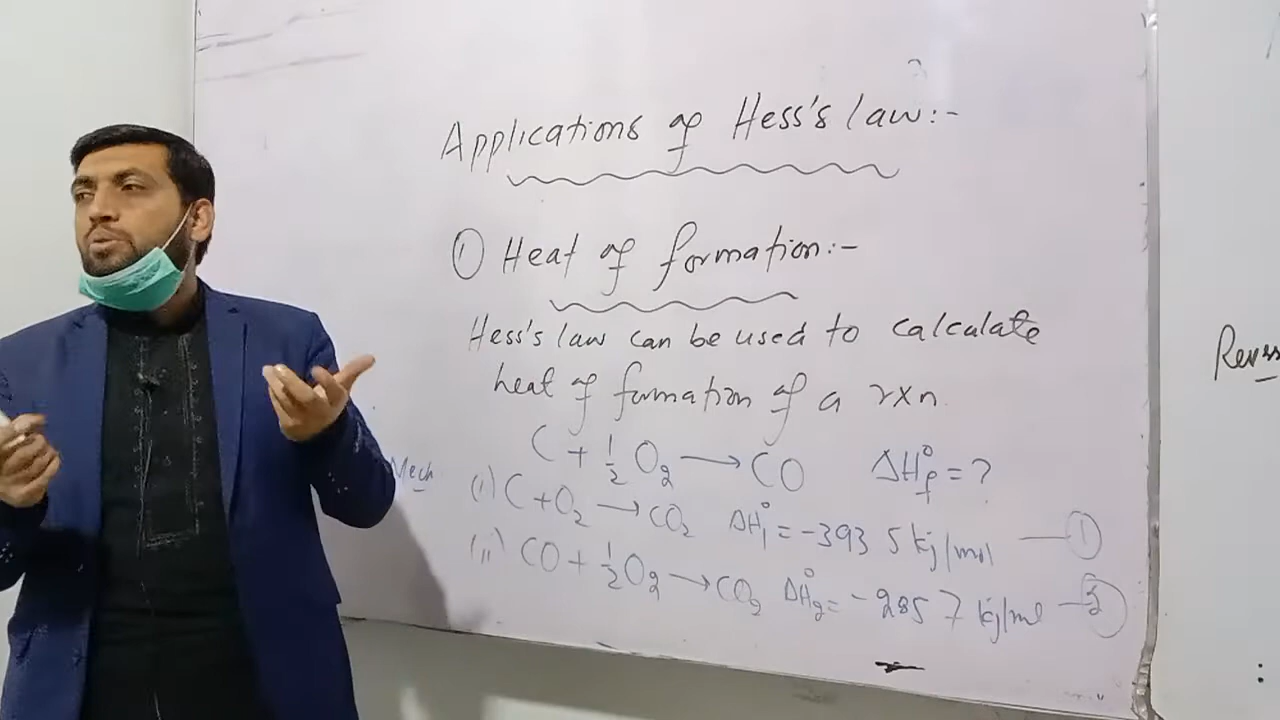 Applications of Hess's law:-
① Heat of formation:-
Hess's law can be used to calculate
heat of formation of a rxn
C + 1/2 O₂ → CO ΔH°f = ?
Mech
(i) C + O₂ → CO₂ ΔH°₁ = -393 5 kj/mol — ①
(ii) CO + 1/2 O₂ → CO₂ ΔH°₂ = -285 7 kj/mol — ②